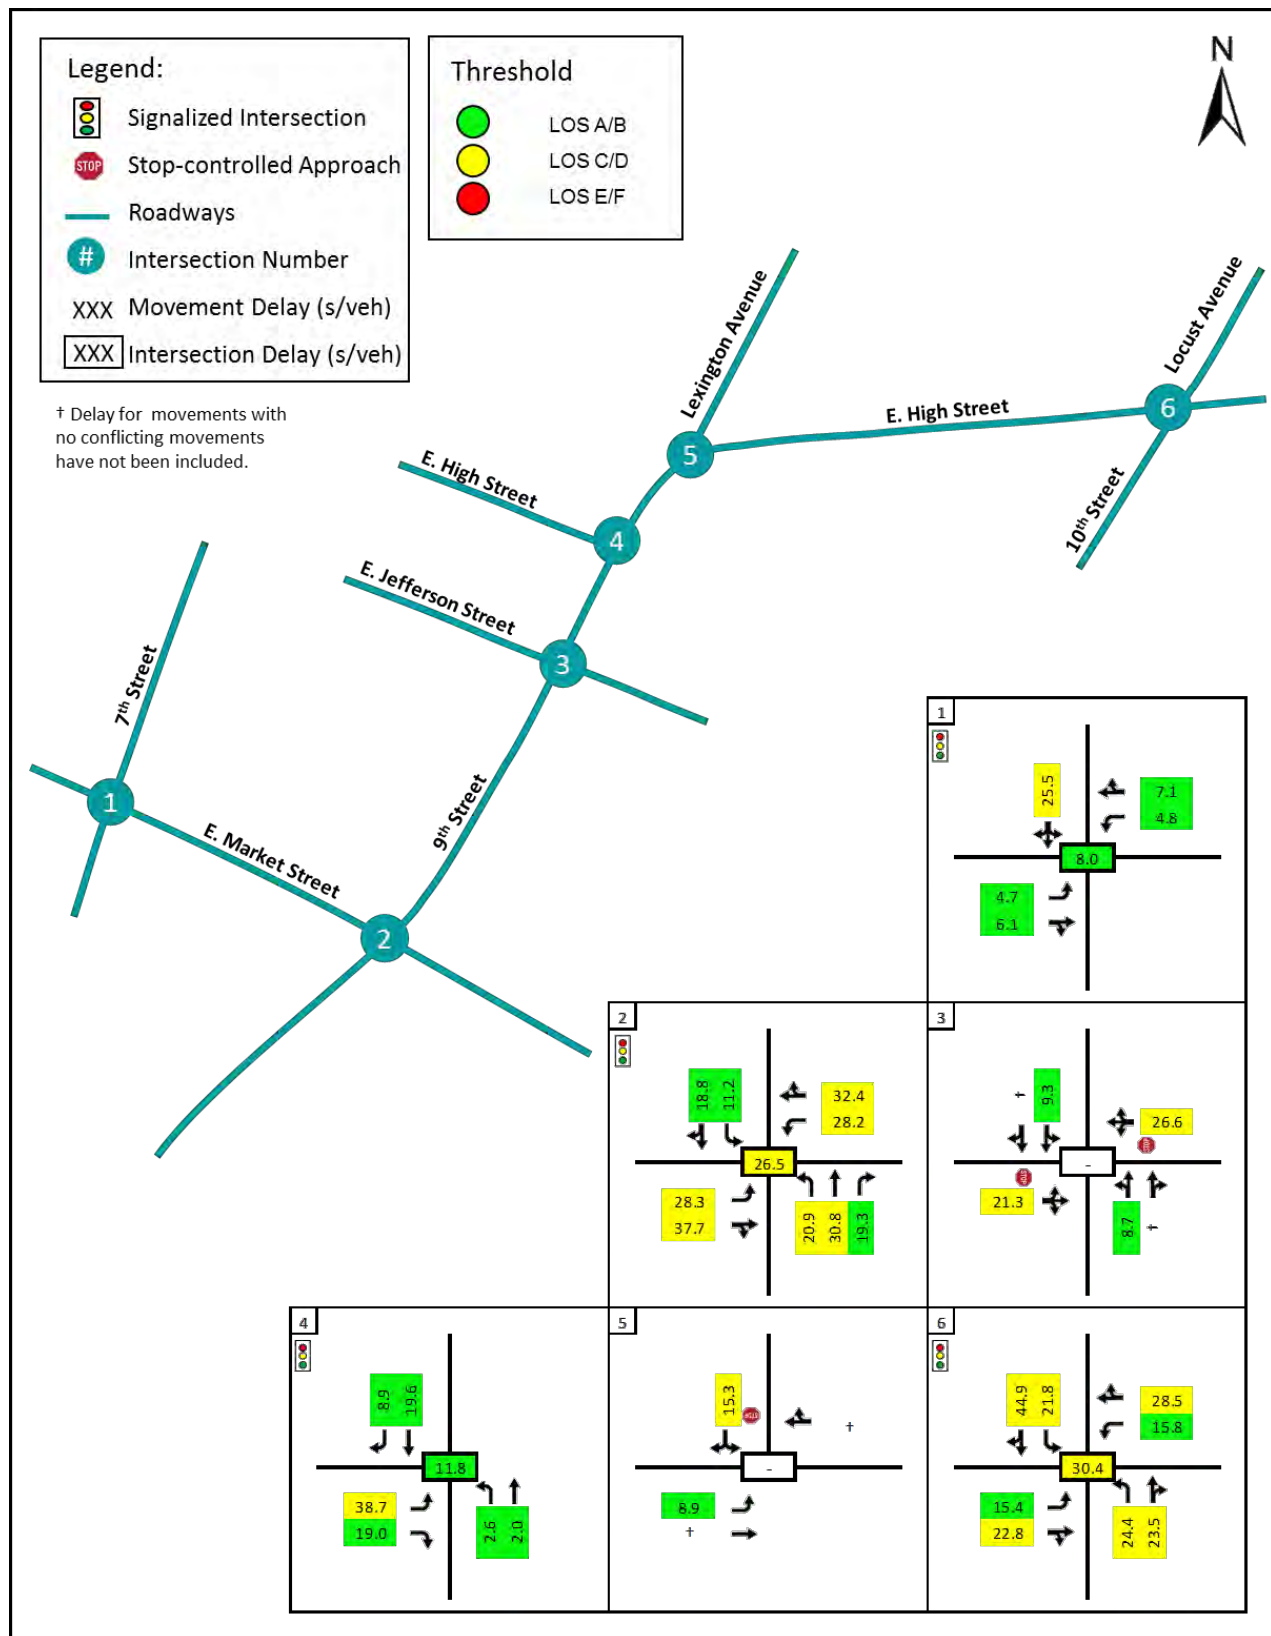 N
Legend:
Signalized Intersection
STOP Stop-controlled Approach
Roadways
# Intersection Number
XXX Movement Delay (s/veh)
XXX Intersection Delay (s/veh)
Threshold
LOS A/B
LOS C/D
LOS E/F
† Delay for movements with
no conflicting movements
have not been included.
Lexington Avenue
Locust Avenue
E. High Street
6
5
E. High Street
10th Street
4
E. Jefferson Street
3
7th Street
1
9th Street
E. Market Street
2
1
25.5
7.1
4.8
8.0
4.7
6.1
2
18.8
11.2
32.4
28.2
26.5
28.3
37.7
20.9
30.8
19.3
3
†
9.3
26.6
STOP
-
STOP
21.3
8.7
†
4
8.9
19.6
11.8
38.7
19.0
2.6
2.0
5
15.3
STOP
†
-
8.9
†
6
44.9
21.8
28.5
15.8
30.4
15.4
22.8
24.4
23.5